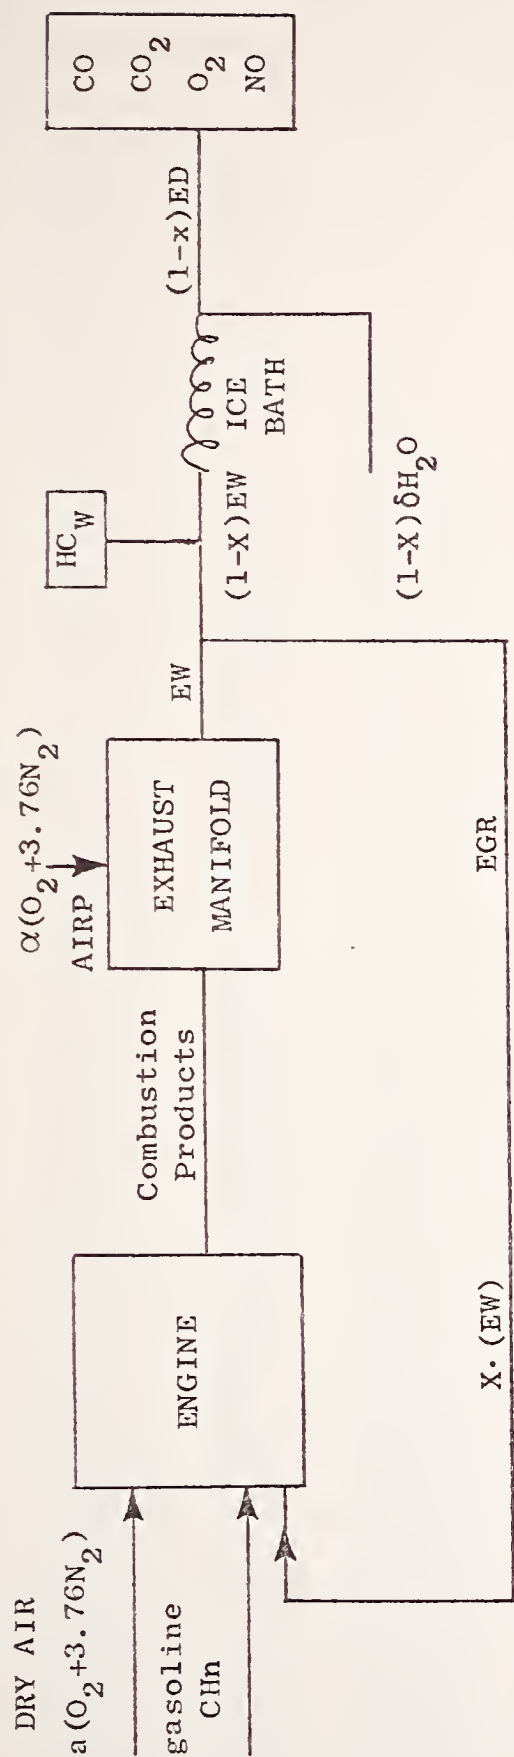 DRY AIR
a(O₂+3.76N₂)
gasoline
CHn
ENGINE
Combustion
Products
α(O₂+3.76N₂)
AIRP
EXHAUST
MANIFOLD
EW
HC_W
(1-X)EW
ICE
BATH
(1-x)ED
(1-X)δH₂O
CO
CO₂
O₂
NO
X·(EW)
EGR